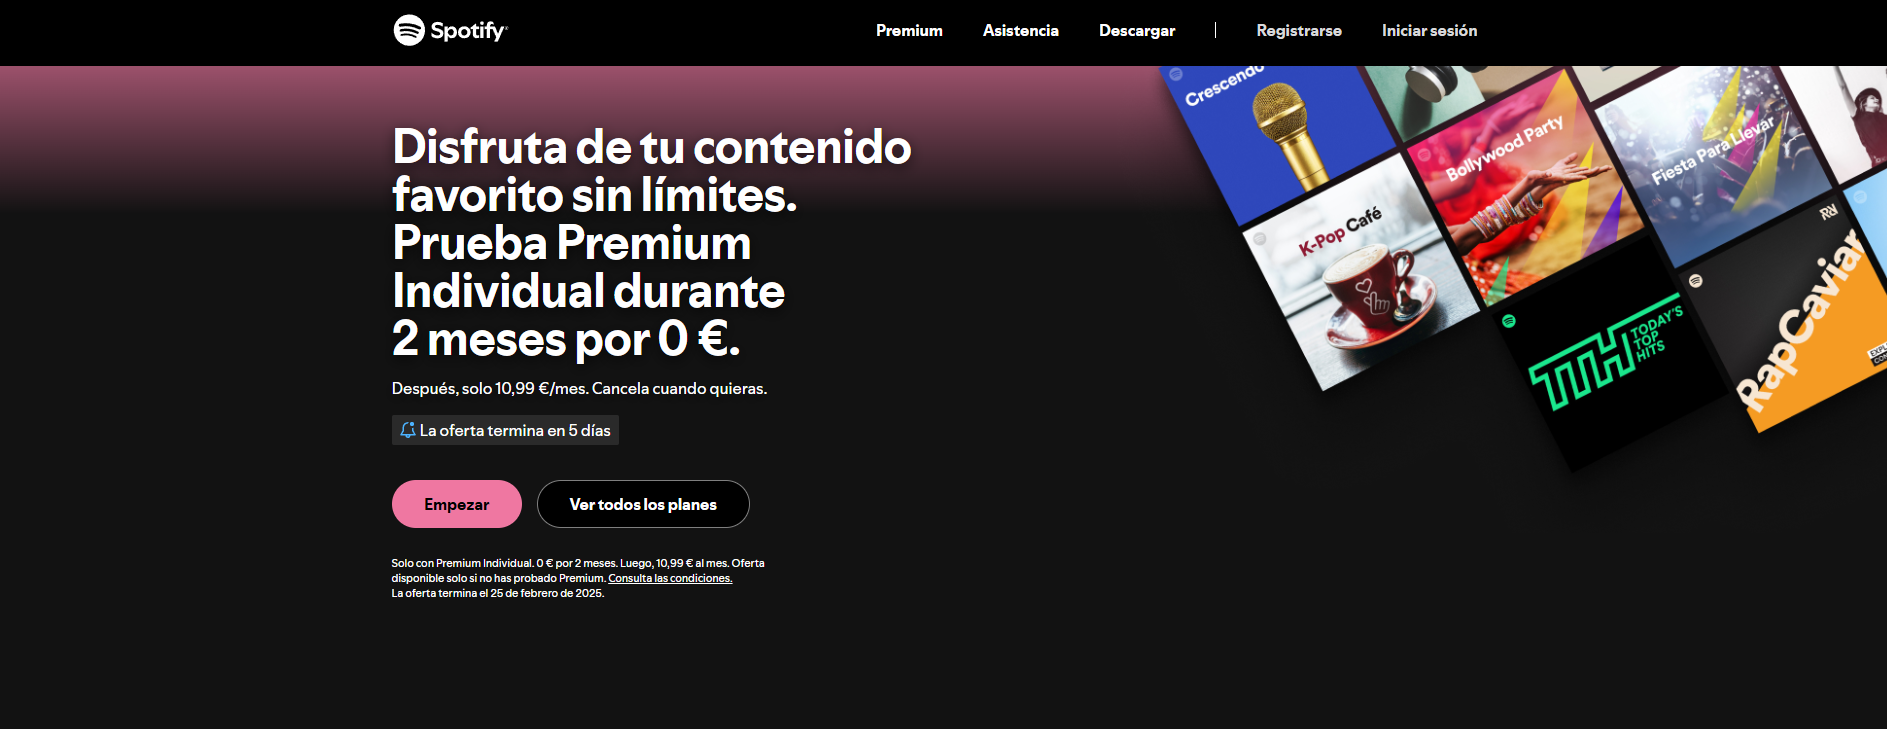 Spotify
Premium
Asistencia
Descargar
Registrarse
Iniciar sesión
Disfruta de tu contenido
favorito sin límites.
Prueba Premium
Individual durante
2 meses por 0 €.
Después, solo 10,99 €/mes. Cancela cuando quieras.
La oferta termina en 5 días
Empezar
Ver todos los planes
Solo con Premium Individual. 0 € por 2 meses. Luego, 10,99 € al mes. Oferta
disponible solo si no has probado Premium. Consulta las condiciones.
La oferta termina el 25 de febrero de 2025.
Crescendo
K-Pop Café
Bollywood Party
Fiesta Para Llevar
TTH
TODAY'S
TOP
HITS
RapCaviar